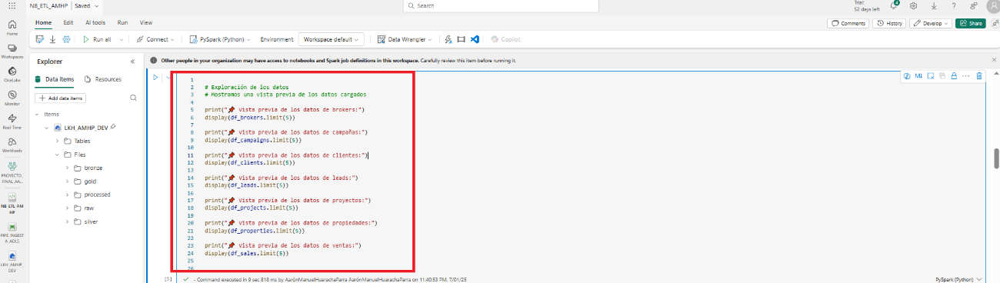 NB_ETL_AMHP | Saved
Search
Trial:
52 days left
4
Home Edit AI tools Run View
Comments History Develop Share
Run all Connect PySpark (Python) Environment Workspace default Data Wrangler Copilot
Home
Workspaces
OneLake
Monitor
Real-Time
Workloads
PROYECTO_
FINAL_AA...
NB_ETL_AM
HP
PIPE_INGEST
A_ADLS
LKH_AMHP_
DEV
Explorer
Data items Resources
Add data items
Items
LKH_AMHP_DEV
Tables
Files
bronze
gold
processed
raw
silver
Other people in your organization may have access to notebooks and Spark job definitions in this workspace. Carefully review this item before running it.
M↓
1
2 # Exploración de los datos
3 # Mostramos una vista previa de los datos cargados
4
5 print("📌 Vista previa de los datos de brokers:")
6 display(df_brokers.limit(5))
7
8 print("📌 Vista previa de los datos de campañas:")
9 display(df_campaigns.limit(5))
10
11 print("📌 Vista previa de los datos de clientes:")
12 display(df_clients.limit(5))
13
14 print("📌 Vista previa de los datos de leads:")
15 display(df_leads.limit(5))
16
17 print("📌 Vista previa de los datos de proyectos:")
18 display(df_projects.limit(5))
19
20 print("📌 Vista previa de los datos de propiedades:")
21 display(df_properties.limit(5))
22
23 print("📌 Vista previa de los datos de ventas:")
24 display(df_sales.limit(5))
25
26
[5] - Command executed in 9 sec 818 ms by AarónManuelHuarachaParra AarónManuelHuarachaParra on 11:40:53 PM, 7/01/25 PySpark (Python)